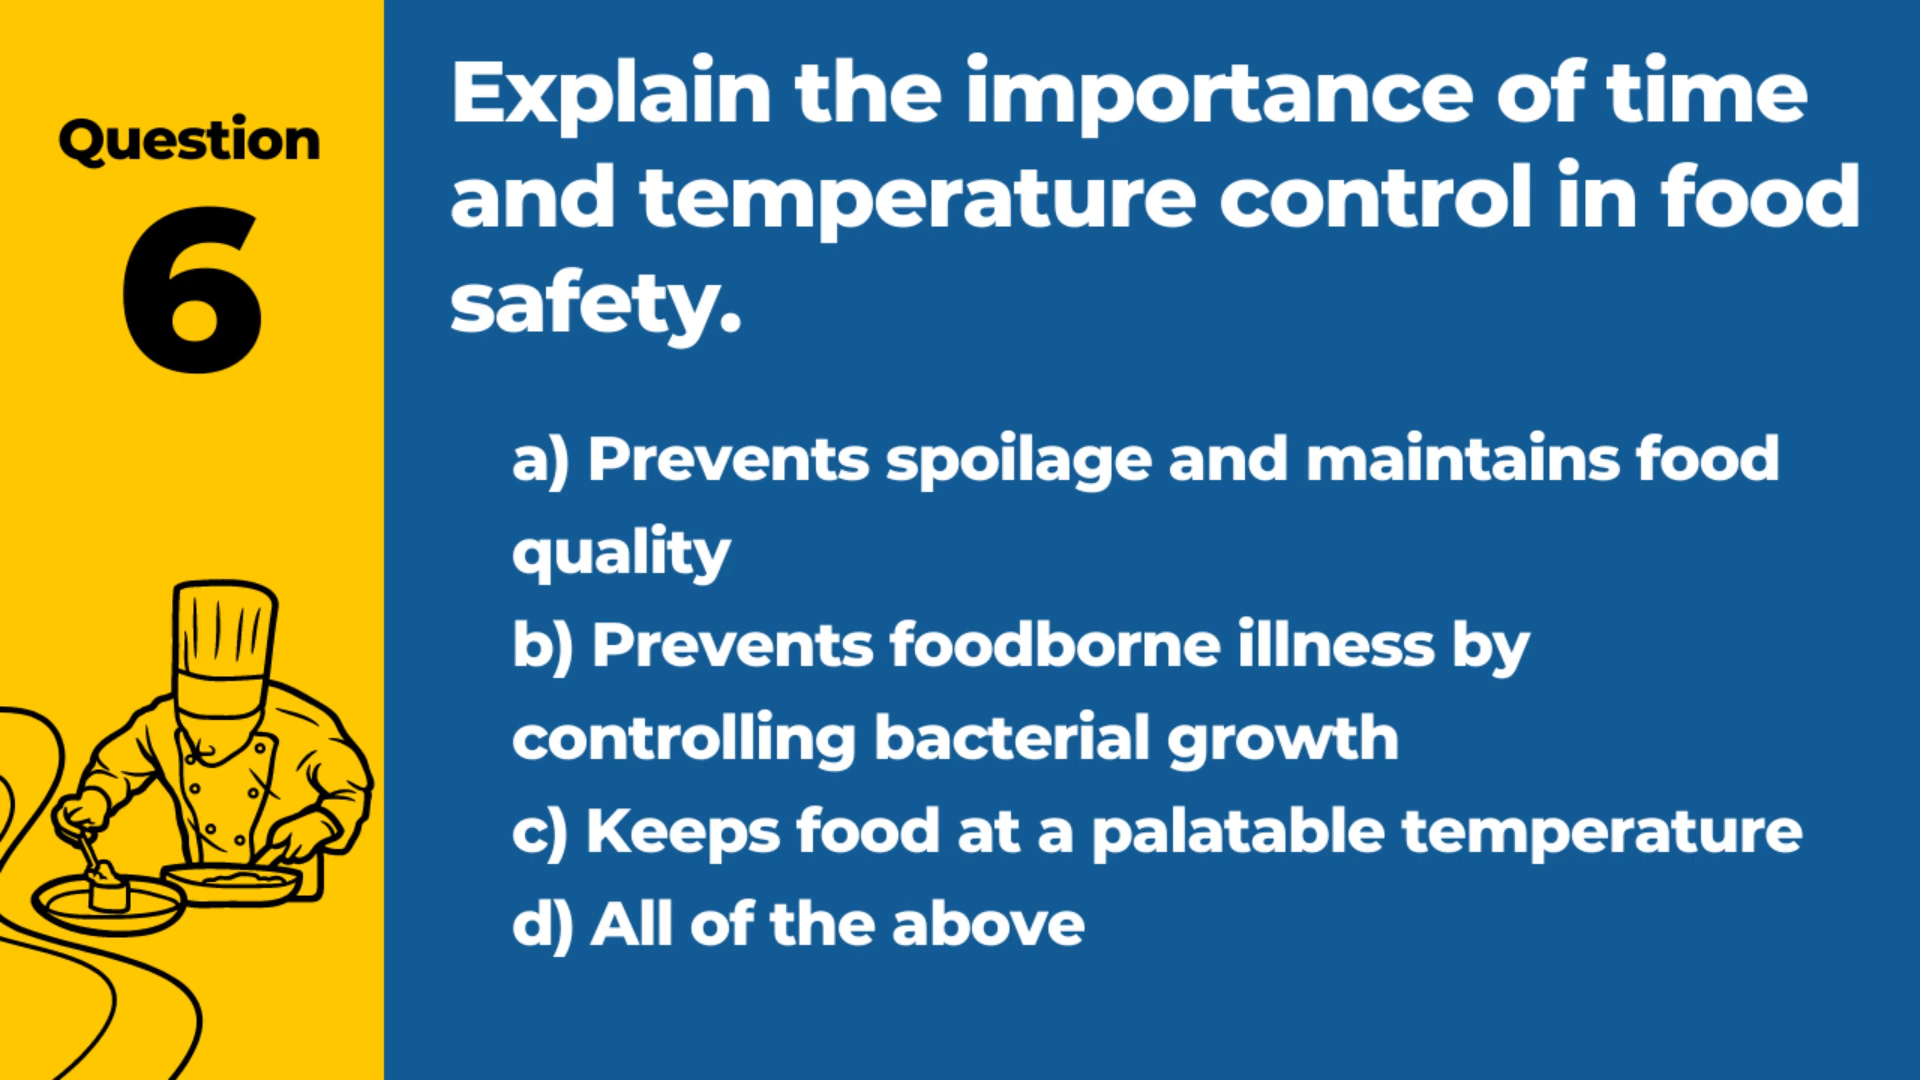 Question
6
Explain the importance of time
and temperature control in food
safety.
a) Prevents spoilage and maintains food
quality
b) Prevents foodborne illness by
controlling bacterial growth
c) Keeps food at a palatable temperature
d) All of the above